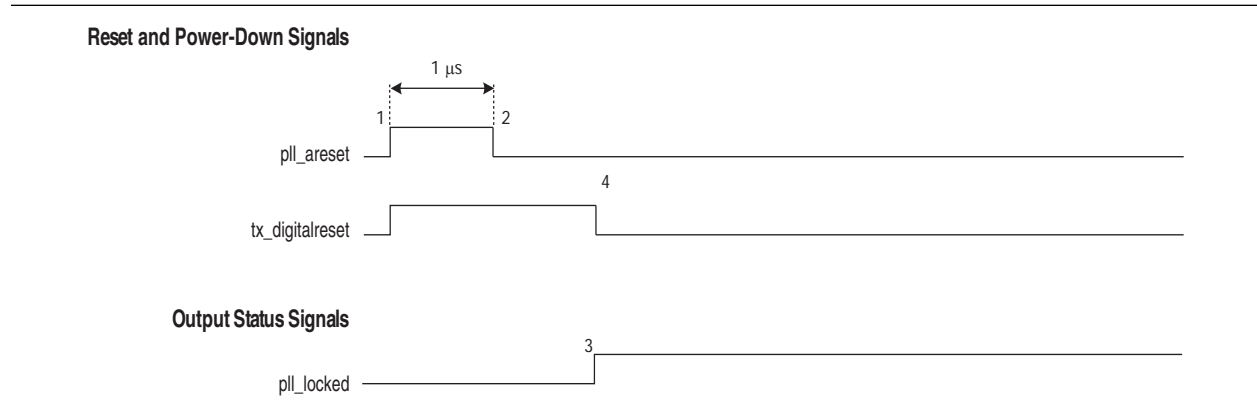 Reset and Power-Down Signals
1 µs
1
2
pll_areset
4
tx_digitalreset
Output Status Signals
3
pll_locked